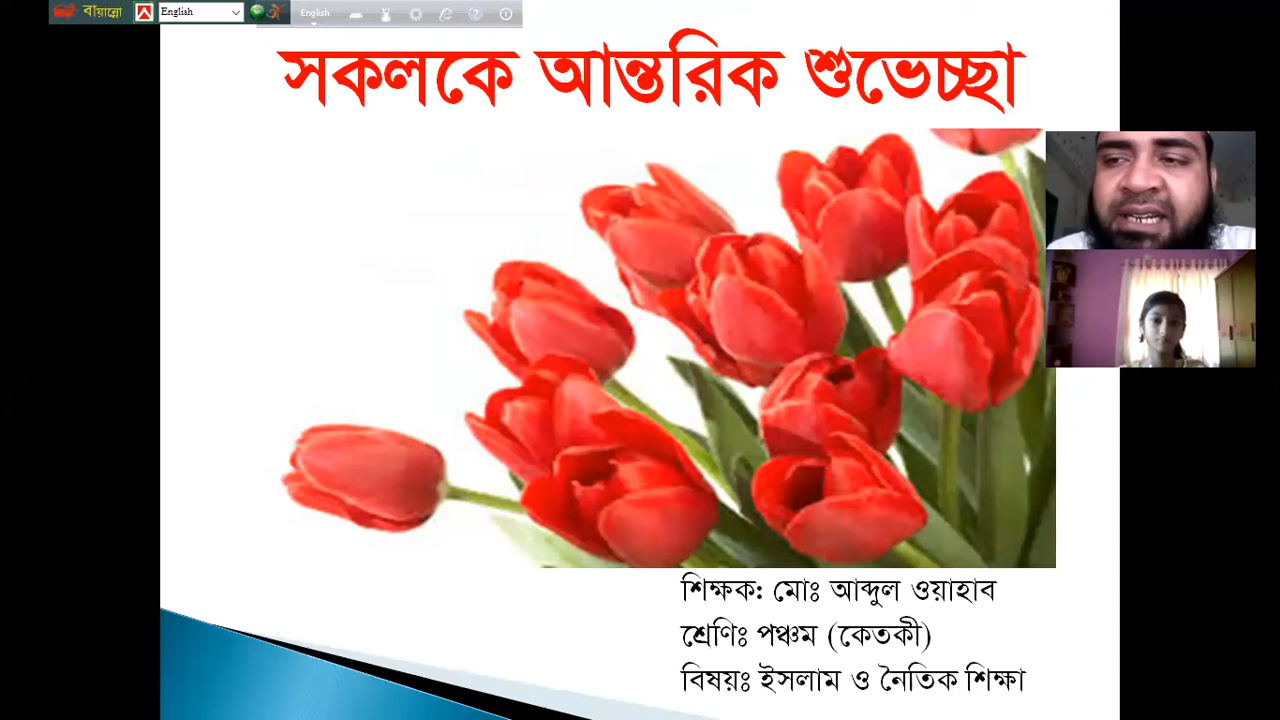 বায়ান্নো English English
সকলকে আন্তরিক শুভেচ্ছা
শিক্ষক: মোঃ আব্দুল ওয়াহাব
শ্রেণিঃ পঞ্চম (কেতকী)
বিষয়ঃ ইসলাম ও নৈতিক শিক্ষা